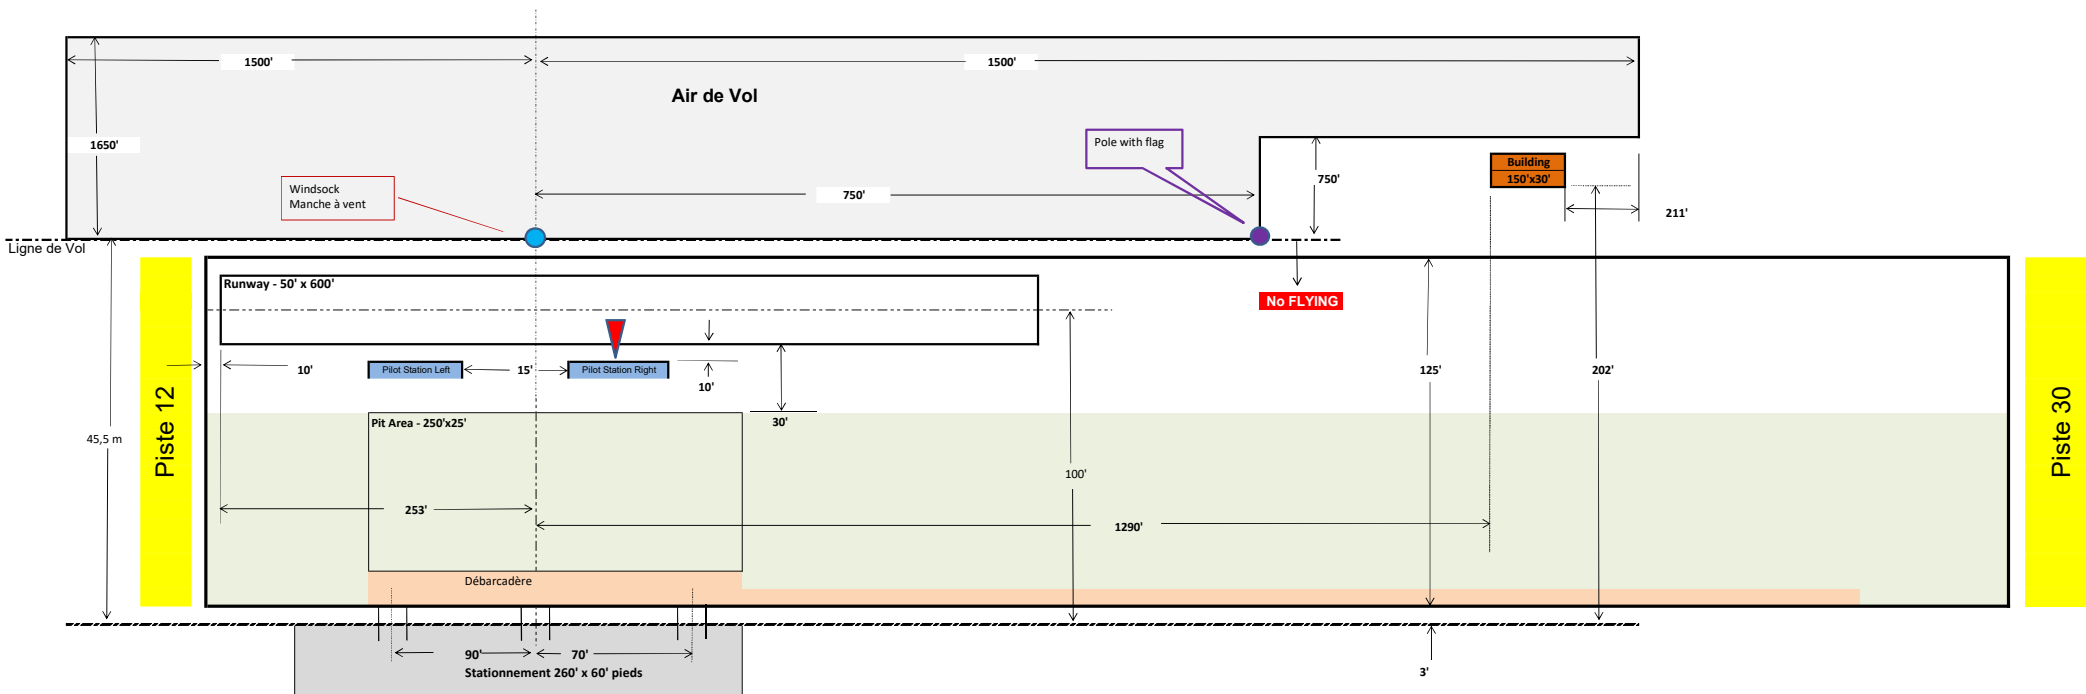 1500'
1500'
Air de Vol
1650'
Pole with flag
Building
150'x30'
750'
Windsock
Manche à vent
750'
211'
Ligne de Vol
Runway - 50' x 600'
No FLYING
10'
Pilot Station Left
15'
Pilot Station Right
10'
125'
202'
Piste 12
Piste 30
Pit Area - 250'x25'
30'
45,5 m
100'
253'
1290'
Débarcadère
90'
70'
Stationnement 260' x 60' pieds
3'